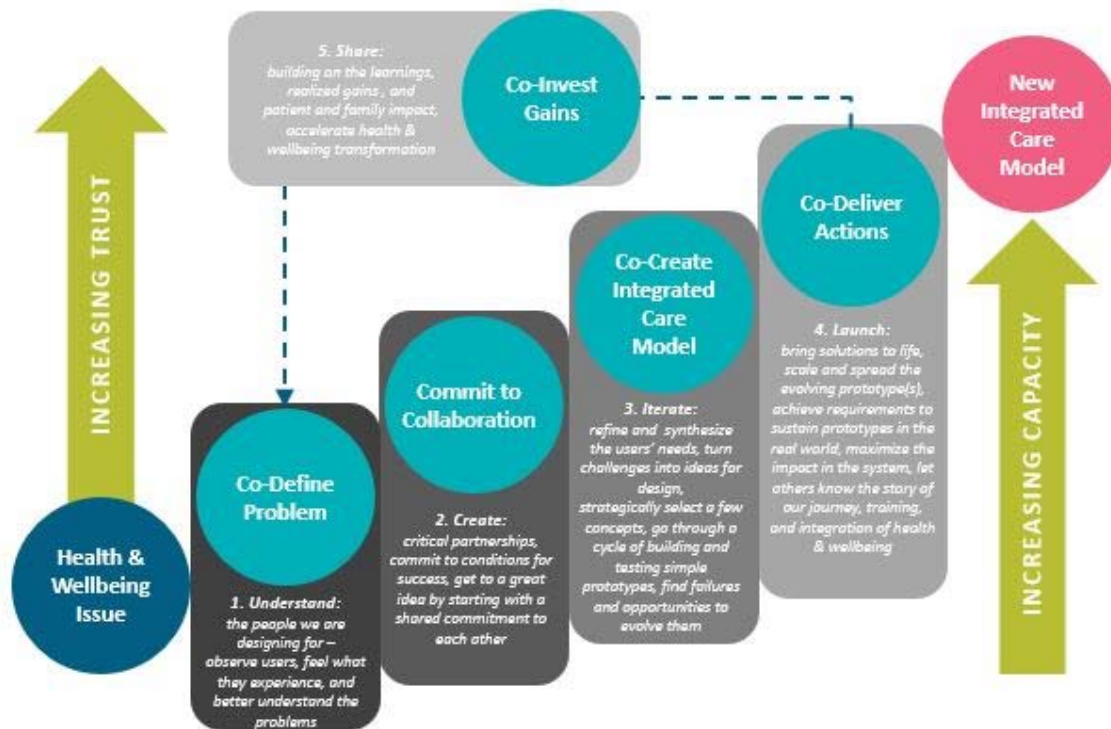 INCREASING TRUST
Health &
Wellbeing
Issue
Co-Define
Problem
1. Understand:
the people we are
designing for –
observe users, feel what
they experience, and
better understand the
problems
Commit to
Collaboration
2. Create:
critical partnerships,
commit to conditions for
success, get to a great
idea by starting with a
shared commitment to
each other
Co-Create
Integrated
Care
Model
3. Iterate:
refine and synthesize
the users' needs, turn
challenges into ideas for
design,
strategically select a few
concepts, go through a
cycle of building and
testing simple
prototypes, find failures
and opportunities to
evolve them
Co-Deliver
Actions
4. Launch:
bring solutions to life,
scale and spread the
evolving prototype(s),
achieve requirements to
sustain prototypes in the
real world, maximize the
impact in the system, let
others know the story of
our journey, training,
and integration of health
& wellbeing
5. Share:
building on the learnings,
realized gains , and
patient and family impact,
accelerate health &
wellbeing transformation
Co-Invest
Gains
New
Integrated
Care
Model
INCREASING CAPACITY